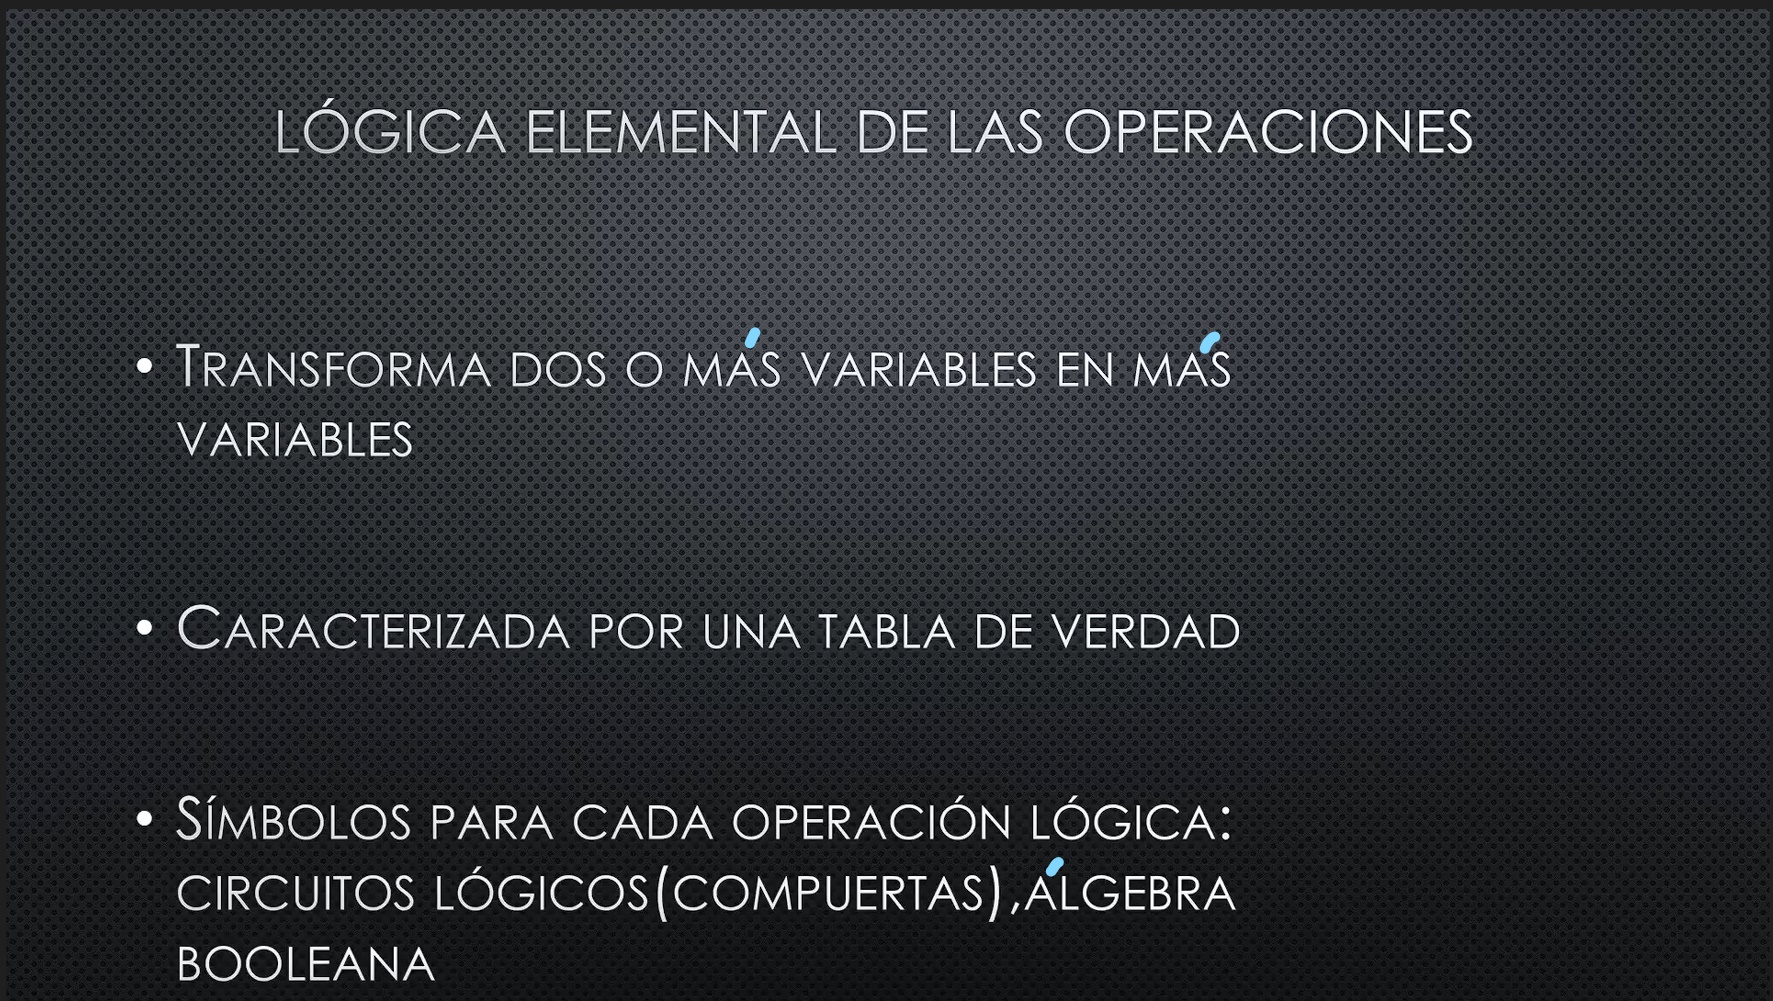 LÓGICA ELEMENTAL DE LAS OPERACIONES
• TRANSFORMA DOS O MÁS VARIABLES EN MÁS
VARIABLES
• CARACTERIZADA POR UNA TABLA DE VERDAD
• SÍMBOLOS PARA CADA OPERACIÓN LÓGICA:
CIRCUITOS LÓGICOS(COMPUERTAS),ÁLGEBRA
BOOLEANA